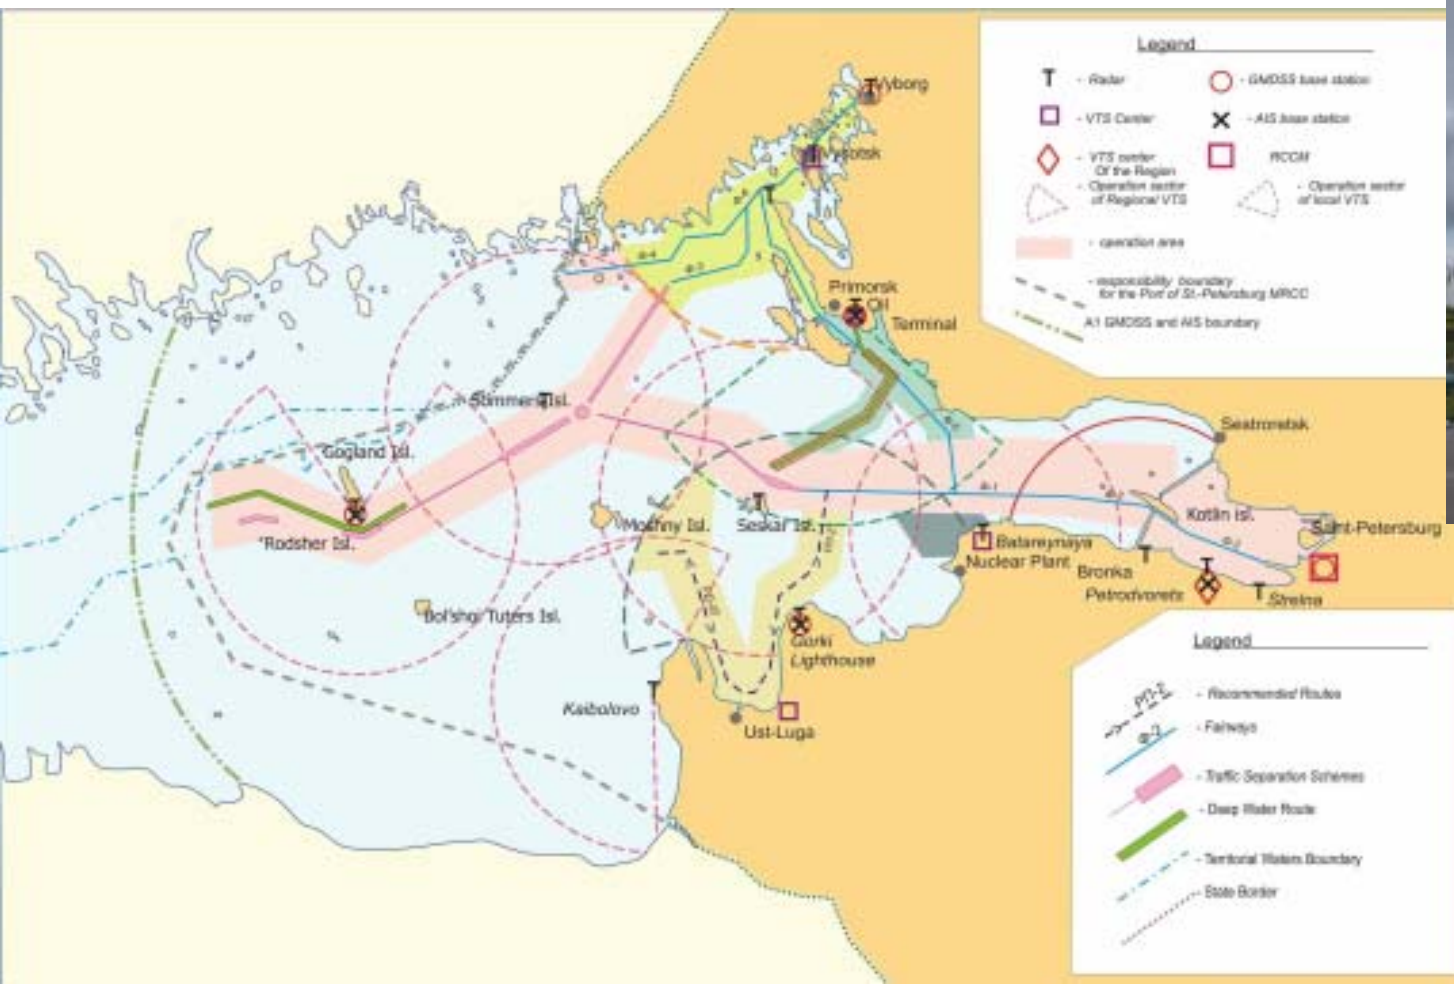 Legend
T - Radar
- GMDSS base station
- VTS Center
- AIS base station
- VTS center
Of the Region
- Operation sector
of Regional VTS
- Operation sector
of local VTS
- operation area
- responsibility boundary
for the Port of St.-Petersburg MRCC
A1 GMDSS and AIS boundary
Vyborg
Vysotsk
Primorsk
Oil
Terminal
Sommers Isl.
Gogland Isl.
Sestroretsk
Moshny Isl.
Seskar Isl.
Kotlin isl.
Saint-Petersburg
'Rodsher Isl.
Batareynaya
Nuclear Plant
Bronka
Petrodvorets
Strelna
Bol'shoi Tuters Isl.
Gorki
Lighthouse
Kaibolovo
Ust-Luga
Legend
- Recommended Routes
- Fairways
- Traffic Separation Schemes
- Deep Water Route
- Territorial Waters Boundary
- State Border